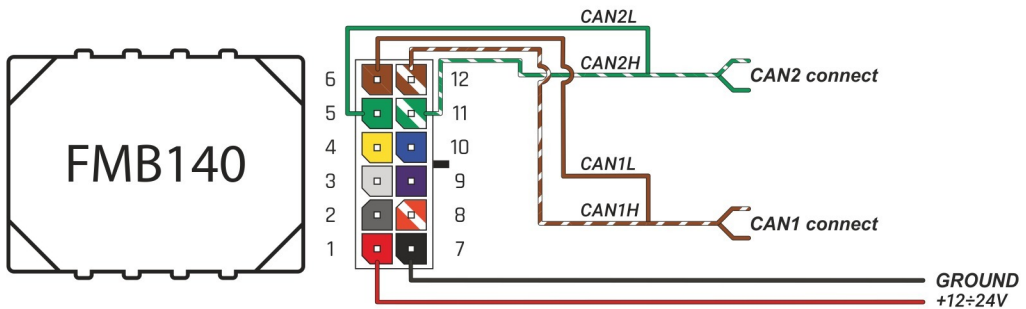 FMB140
CAN2L
CAN2H
CAN2 connect
6 12
5 11
4 10
3 9
2 8
1 7
CAN1L
CAN1H
CAN1 connect
GROUND
+12÷24V